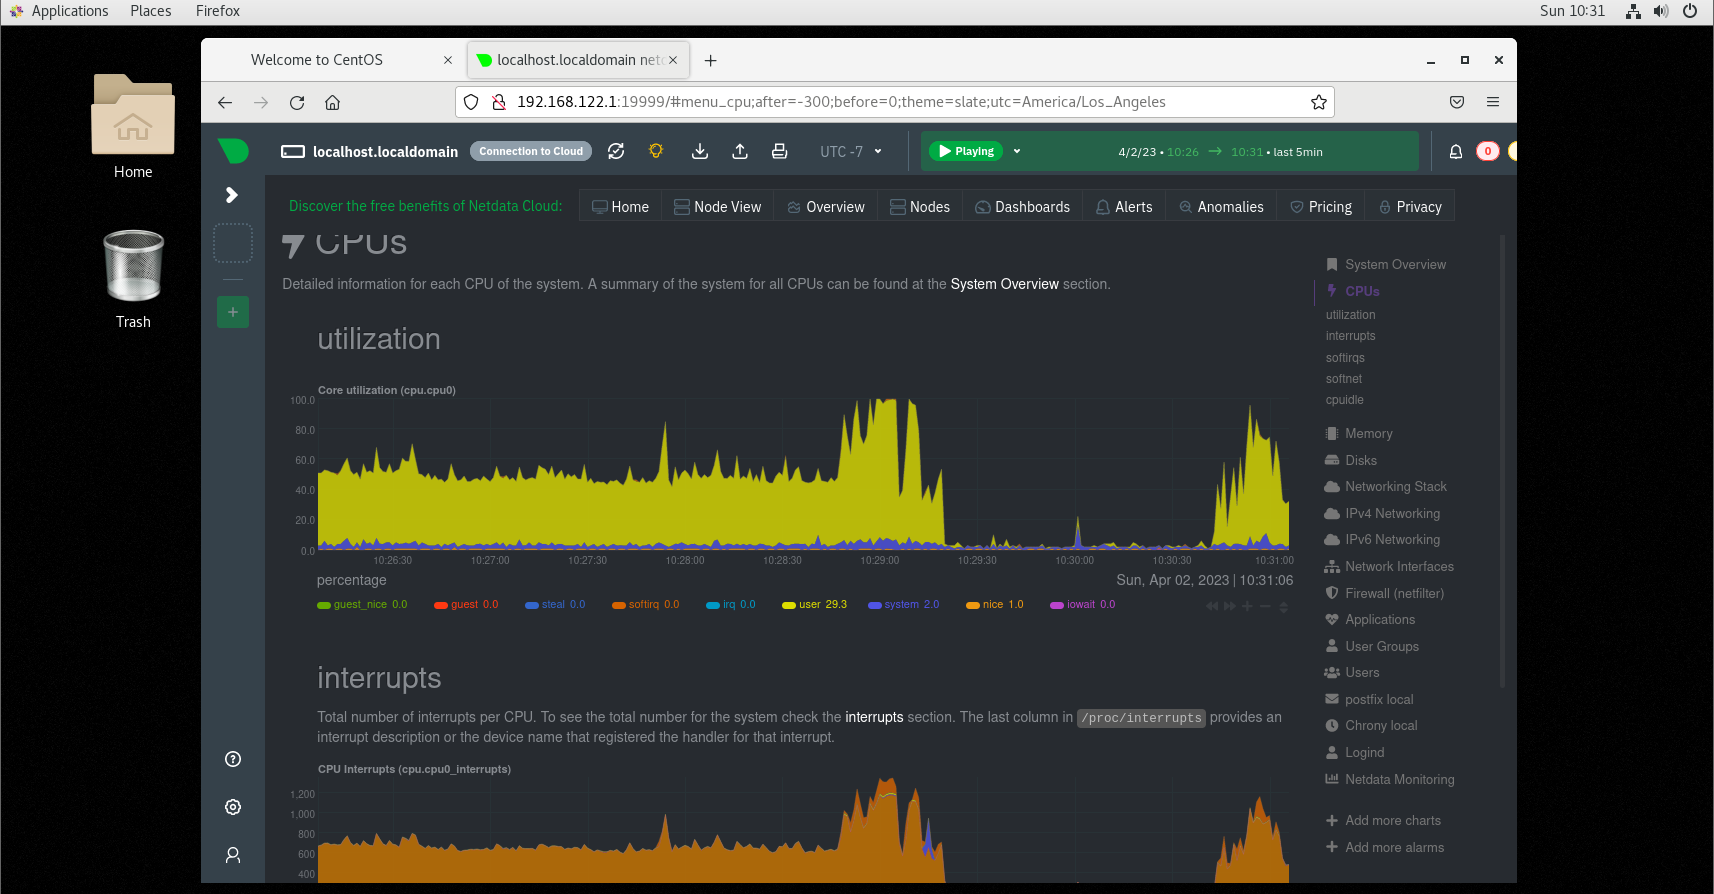 Applications Places Firefox Sun 10:31
Welcome to CentOS localhost.localdomain netd
192.168.122.1:19999/#menu_cpu;after=-300;before=0;theme=slate;utc=America/Los_Angeles
localhost.localdomain Connection to Cloud UTC -7 Playing 4/2/23 • 10:26 → 10:31 • last 5min 0
Home
Trash
Discover the free benefits of Netdata Cloud: Home Node View Overview Nodes Dashboards Alerts Anomalies Pricing Privacy
CPUs
Detailed information for each CPU of the system. A summary of the system for all CPUs can be found at the System Overview section.
utilization
Core utilization (cpu.cpu0)
100.0
80.0
60.0
40.0
20.0
0.0
10:26:30 10:27:00 10:27:30 10:28:00 10:28:30 10:29:00 10:29:30 10:30:00 10:30:30 10:31:00
percentage Sun, Apr 02, 2023 | 10:31:06
guest_nice 0.0 guest 0.0 steal 0.0 softirq 0.0 irq 0.0 user 29.3 system 2.0 nice 1.0 iowait 0.0
interrupts
Total number of interrupts per CPU. To see the total number for the system check the interrupts section. The last column in /proc/interrupts provides an
interrupt description or the device name that registered the handler for that interrupt.
CPU Interrupts (cpu.cpu0_interrupts)
1,200
1,000
800
600
400
System Overview
CPUs
utilization
interrupts
softirqs
softnet
cpuidle
Memory
Disks
Networking Stack
IPv4 Networking
IPv6 Networking
Network Interfaces
Firewall (netfilter)
Applications
User Groups
Users
postfix local
Chrony local
Logind
Netdata Monitoring
Add more charts
Add more alarms